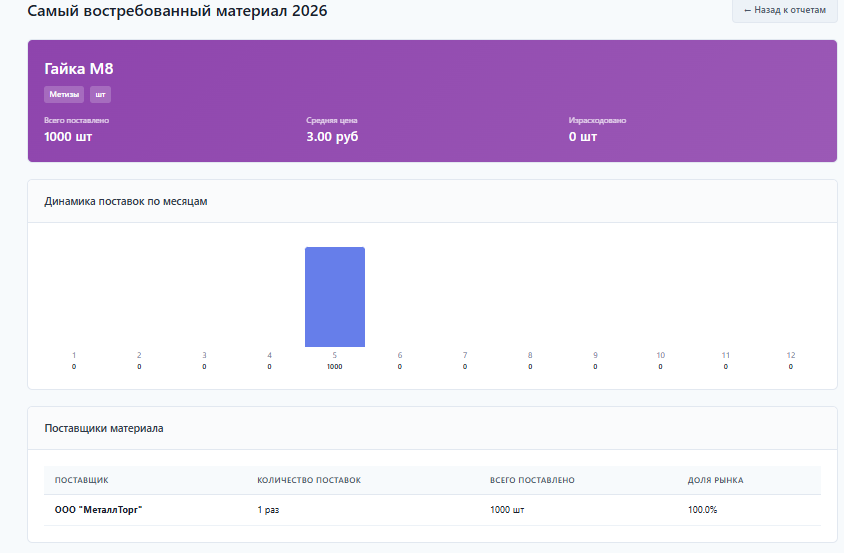 Самый востребованный материал 2026
← Назад к отчетам
Гайка М8
Метизы шт
Всего поставлено Средняя цена Израсходовано
1000 шт 3.00 руб 0 шт
Динамика поставок по месяцам
1 2 3 4 5 6 7 8 9 10 11 12
0 0 0 0 1000 0 0 0 0 0 0 0
Поставщики материала
ПОСТАВЩИК КОЛИЧЕСТВО ПОСТАВОК ВСЕГО ПОСТАВЛЕНО ДОЛЯ РЫНКА
ООО "МеталлТорг" 1 раз 1000 шт 100.0%